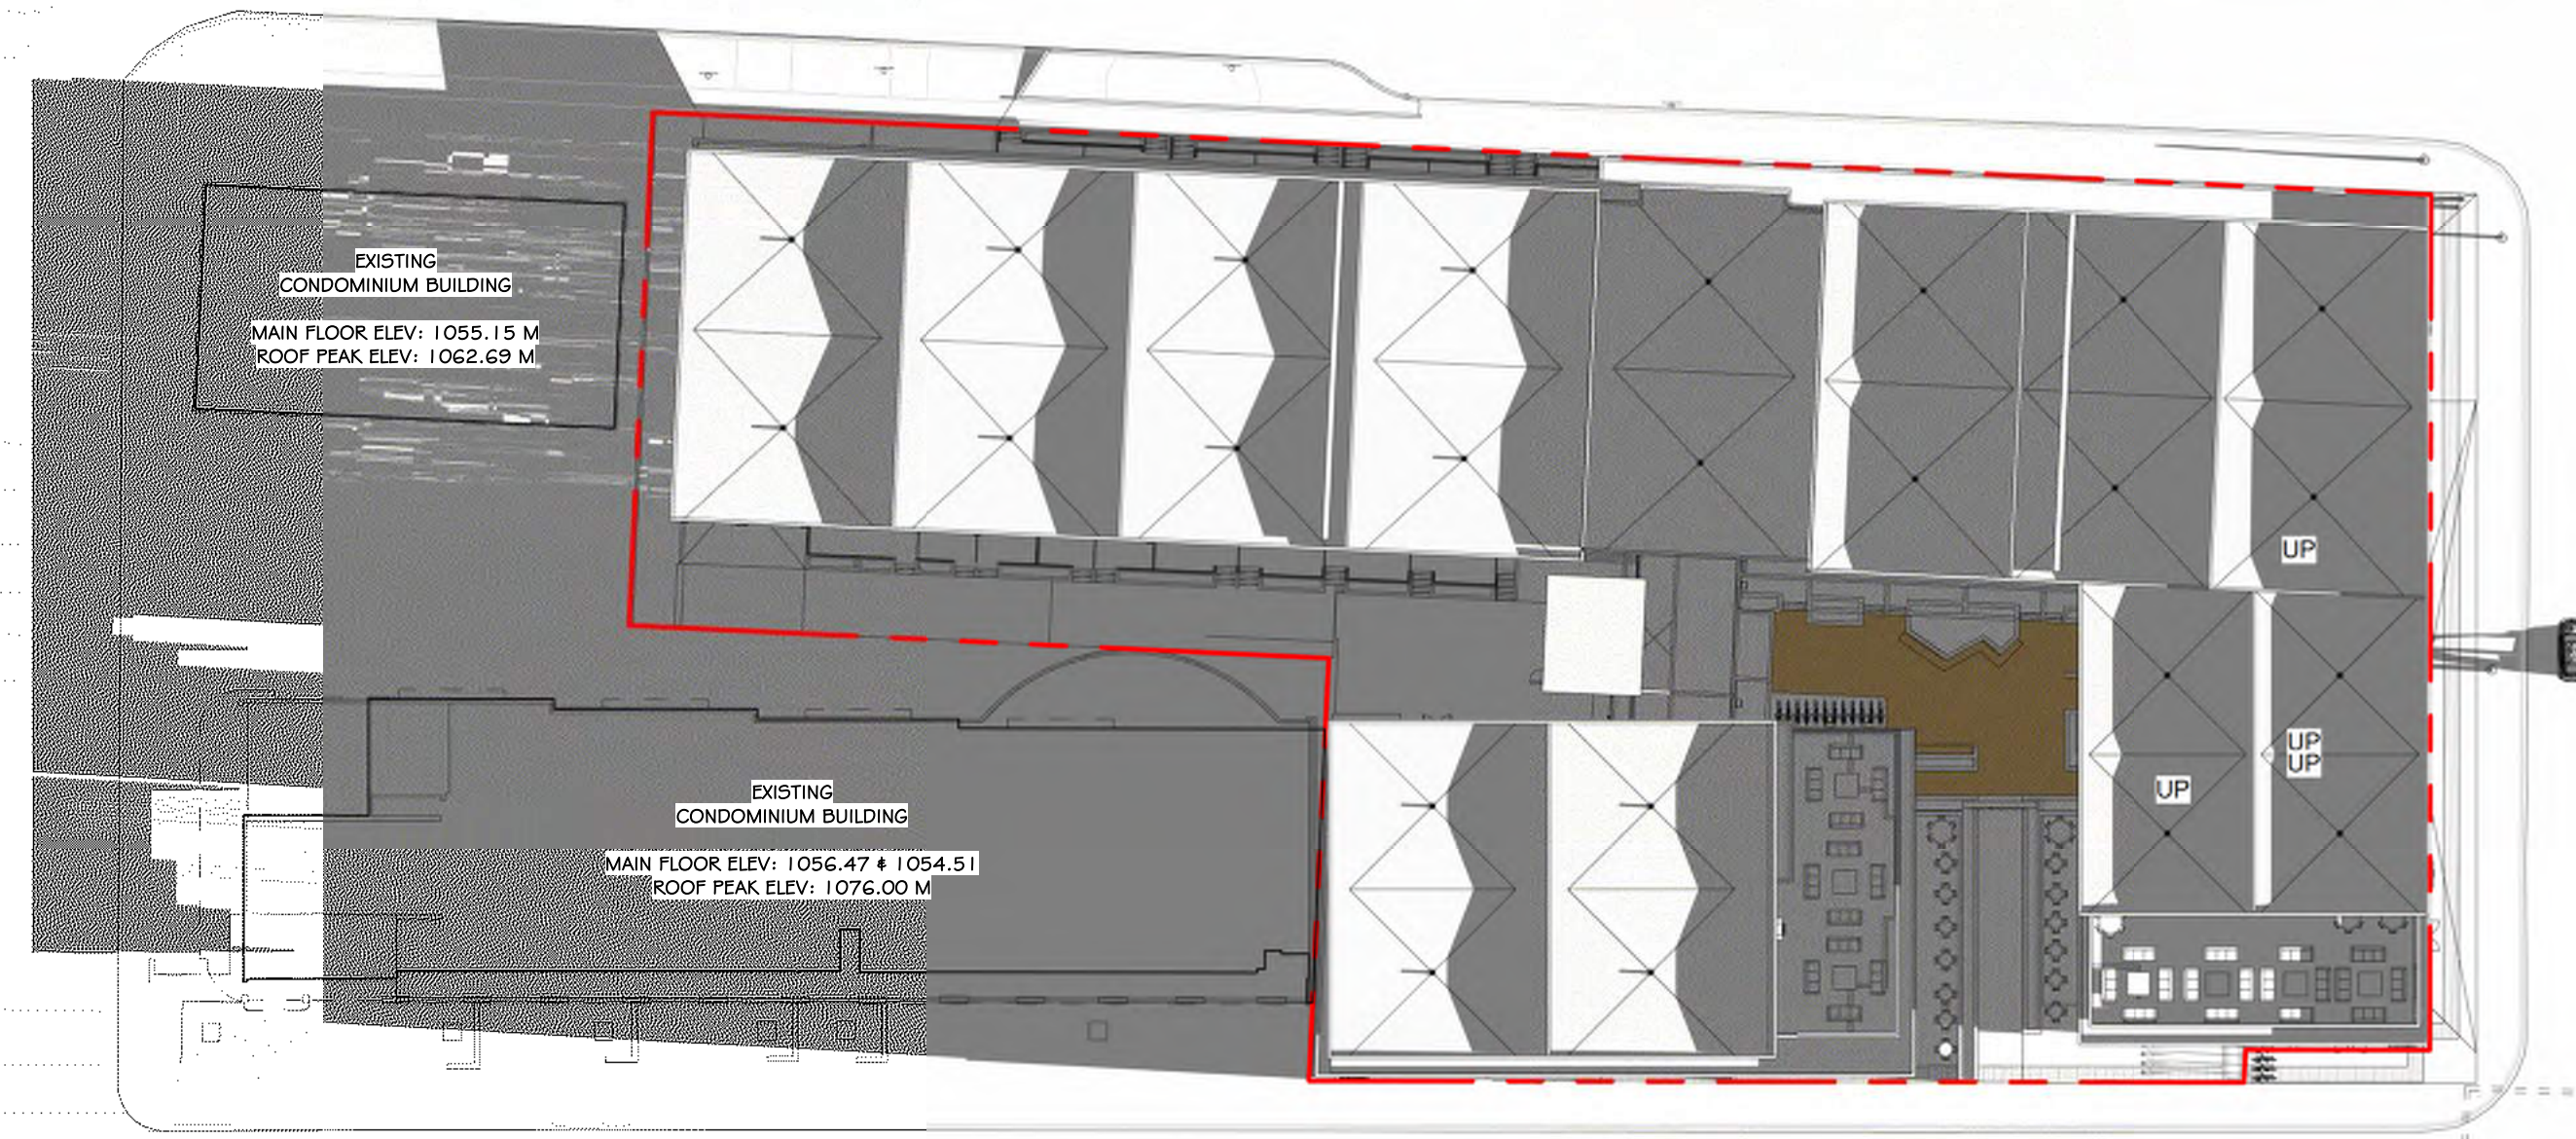 EXISTING
CONDOMINIUM BUILDING
MAIN FLOOR ELEV: 1055.15 M
ROOF PEAK ELEV: 1062.69 M
UP
UP
UP
UP
EXISTING
CONDOMINIUM BUILDING
MAIN FLOOR ELEV: 1056.47 & 1054.51
ROOF PEAK ELEV: 1076.00 M